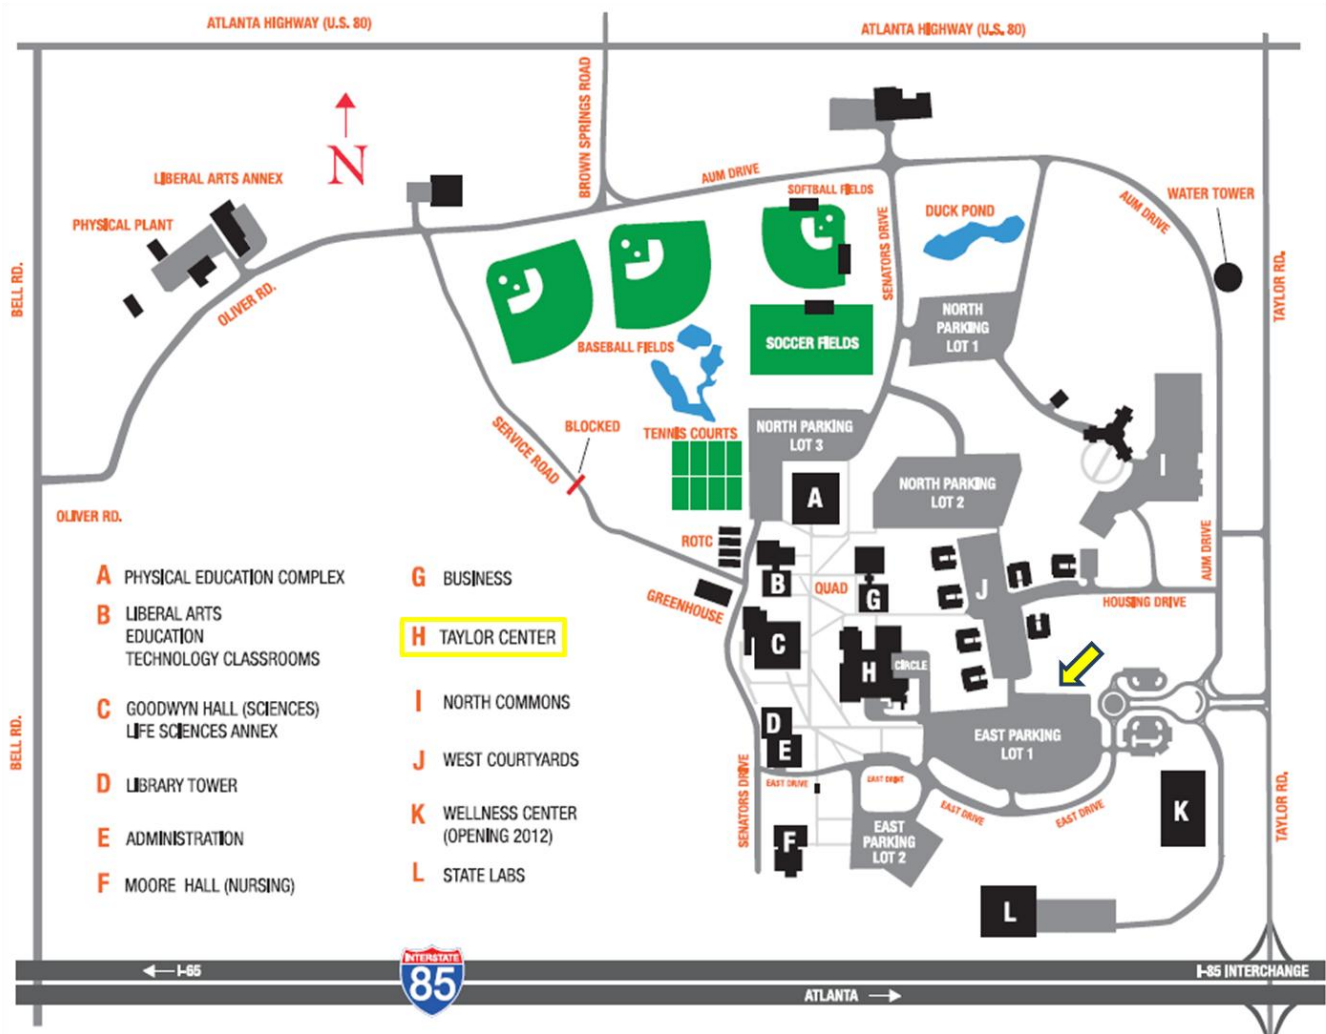 ATLANTA HIGHWAY (U.S. 80)
ATLANTA HIGHWAY (U.S. 80)
BROWN SPRINGS ROAD
N
LIBERAL ARTS ANNEX
PHYSICAL PLANT
AUM DRIVE
SOFTBALL FIELDS
SENATORS DRIVE
DUCK POND
AUM DRIVE
WATER TOWER
BELL RD.
OLIVER RD.
TAYLOR RD.
NORTH
PARKING
LOT 1
BASEBALL FIELDS
SOCCER FIELDS
SERVICE ROAD
BLOCKED
TENNIS COURTS
NORTH PARKING
LOT 3
NORTH PARKING
LOT 2
I
A
OLIVER RD.
ROTC
AUM DRIVE
GREENHOUSE
B
QUAD
G
J
HOUSING DRIVE
C
H
CIRCLE
D
E
EAST PARKING
LOT 1
SENATORS DRIVE
EAST DRIVE
EAST DRIVE
EAST DRIVE
EAST DRIVE
K
F
EAST
PARKING
LOT 2
L
BELL RD.
TAYLOR RD.
A PHYSICAL EDUCATION COMPLEX
B LIBERAL ARTS
EDUCATION
TECHNOLOGY CLASSROOMS
C GOODWYN HALL (SCIENCES)
LIFE SCIENCES ANNEX
D LIBRARY TOWER
E ADMINISTRATION
F MOORE HALL (NURSING)
G BUSINESS
H TAYLOR CENTER
I NORTH COMMONS
J WEST COURTYARDS
K WELLNESS CENTER
(OPENING 2012)
L STATE LABS
I-65
INTERSTATE
85
I-85 INTERCHANGE
ATLANTA